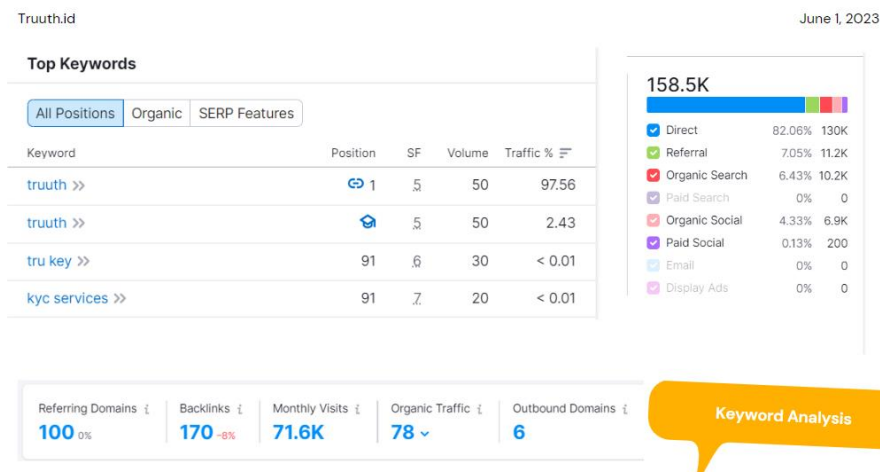 Truuth.id
June 1, 2023
Top Keywords
All Positions Organic SERP Features
Keyword Position SF Volume Traffic %
truuth 1 5 50 97.56
truuth 5 50 2.43
tru key 91 6 30 < 0.01
kyc services 91 7 20 < 0.01
158.5K
Direct 82.06% 130K
Referral 7.05% 11.2K
Organic Search 6.43% 10.2K
Paid Search 0% 0
Organic Social 4.33% 6.9K
Paid Social 0.13% 200
Email 0% 0
Display Ads 0% 0
Referring Domains i Backlinks i Monthly Visits i Organic Traffic i Outbound Domains i
100 0% 170 -8% 71.6K 78 6
Keyword Analysis